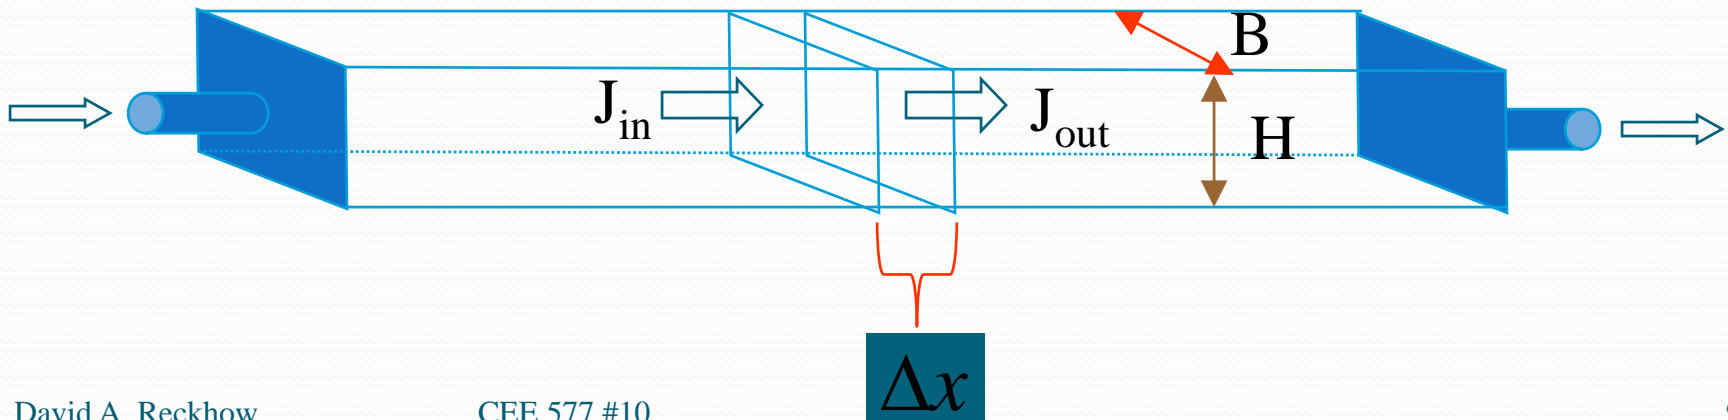 B
J_in
J_out
H
Δx
David A. Reckhow
CEE 577 #10